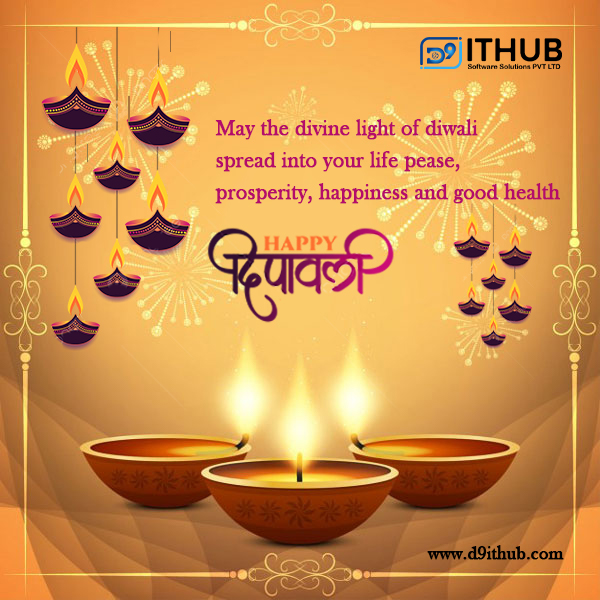 D9 ITHUB
Software Solutions PVT LTD
May the divine light of diwali
spread into your life pease,
prosperity, happiness and good health
HAPPY
दिपावली
www.d9ithub.com